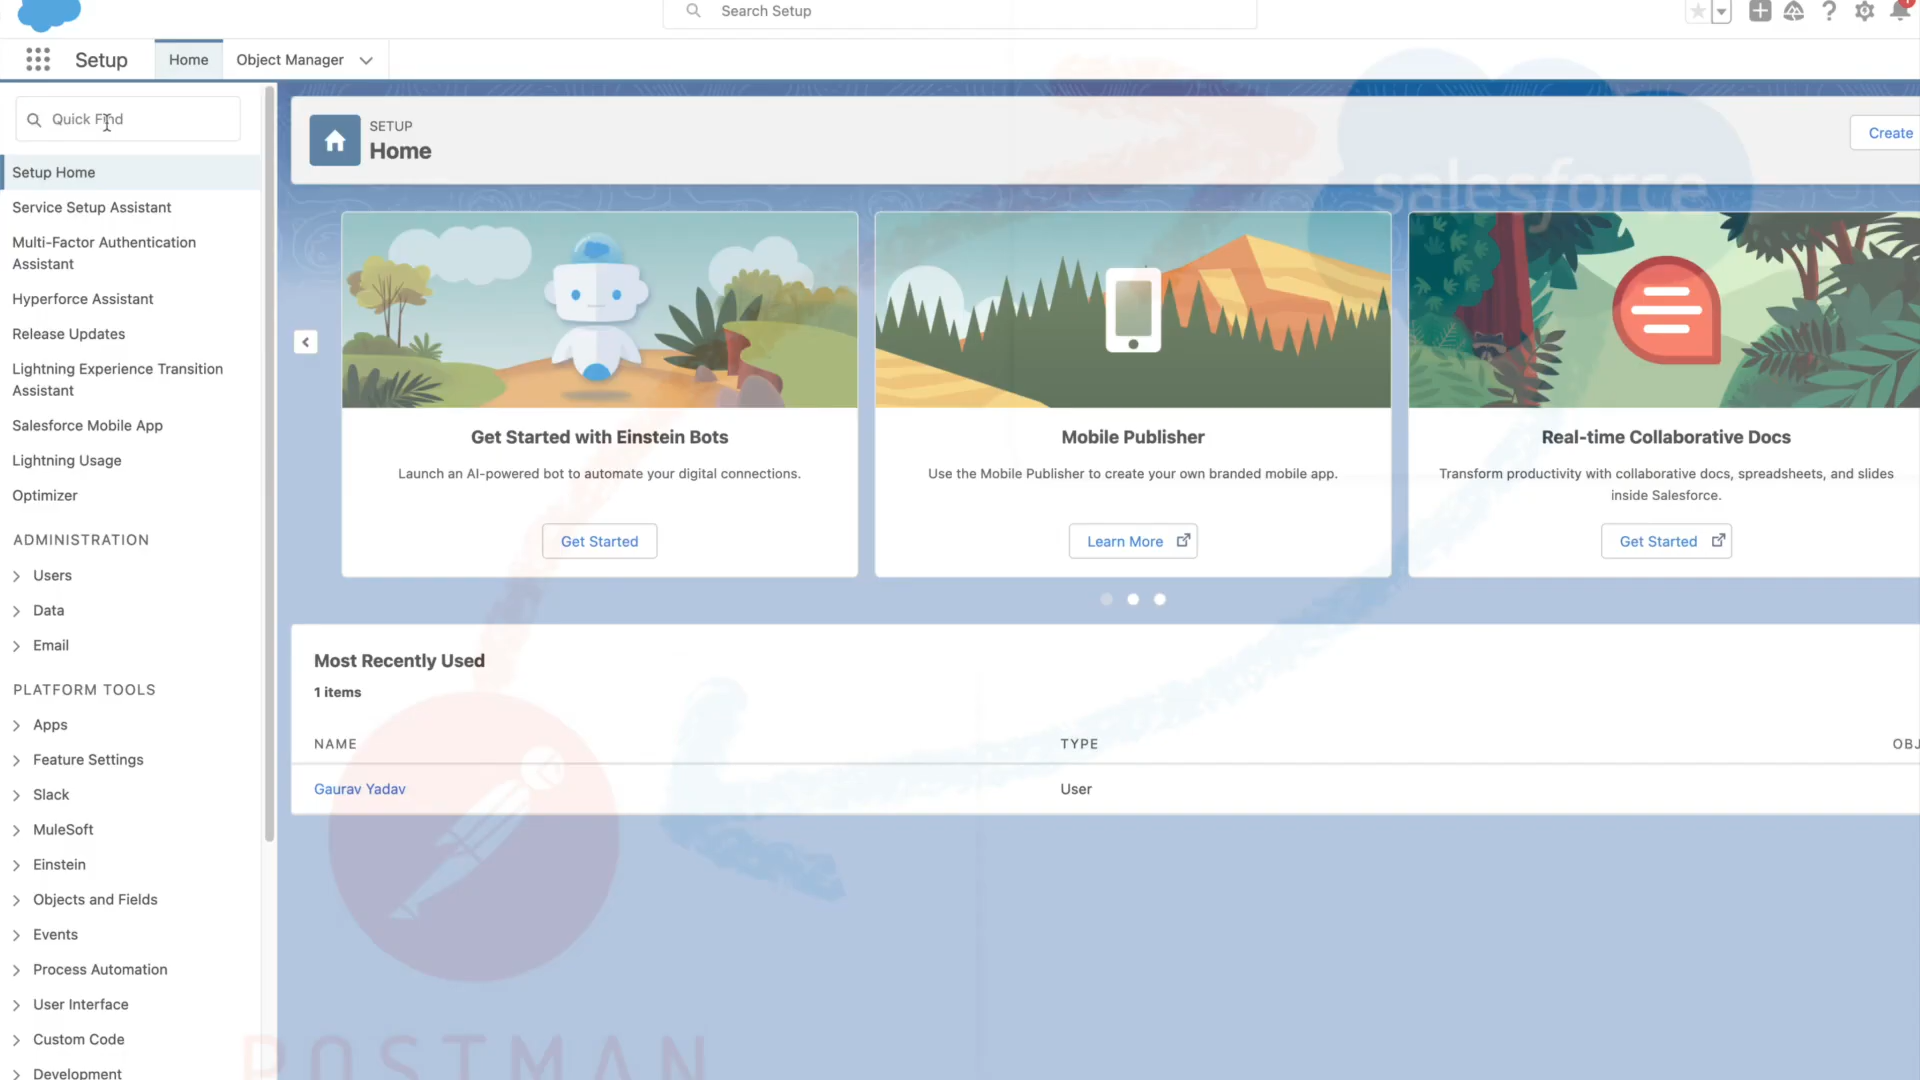 Search Setup
Setup
Home
Object Manager
Quick Find
SETUP
Home
Create
salesforce
Setup Home
Service Setup Assistant
Multi-Factor Authentication
Assistant
Hyperforce Assistant
Release Updates
Lightning Experience Transition
Assistant
Salesforce Mobile App
Lightning Usage
Optimizer
ADMINISTRATION
Users
Data
Email
PLATFORM TOOLS
Apps
Feature Settings
Slack
MuleSoft
Einstein
Objects and Fields
Events
Process Automation
User Interface
Custom Code
Development
Get Started with Einstein Bots
Launch an AI-powered bot to automate your digital connections.
Get Started
Mobile Publisher
Use the Mobile Publisher to create your own branded mobile app.
Learn More
Real-time Collaborative Docs
Transform productivity with collaborative docs, spreadsheets, and slides
inside Salesforce.
Get Started
Most Recently Used
1 items
NAME
TYPE
OBJ
Gaurav Yadav
User
POSTMAN